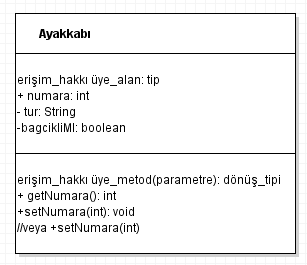 Ayakkabı
erişim_hakkı üye_alan: tip
+ numara: int
- tur: String
-bagcikliMI: boolean
erişim_hakkı üye_metod(parametre): dönüş_tipi
+ getNumara(): int
+setNumara(int): void
//veya +setNumara(int)